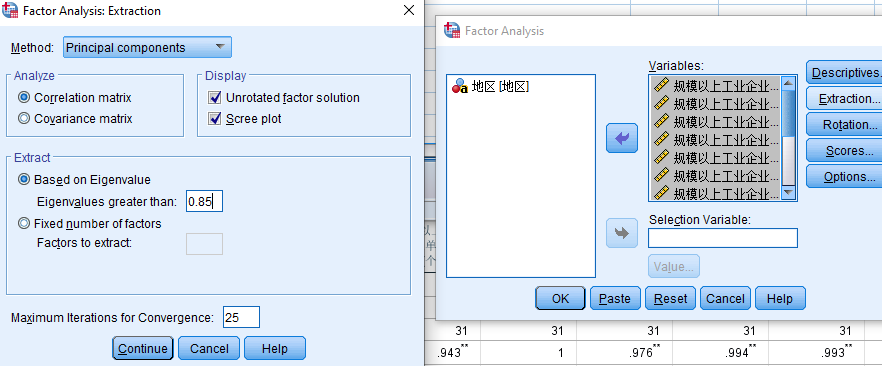 Factor Analysis: Extraction
Method: Principal components
Analyze
Correlation matrix
Covariance matrix
Display
Unrotated factor solution
Scree plot
Extract
Based on Eigenvalue
Eigenvalues greater than: 0.85
Fixed number of factors
Factors to extract:
Maximum Iterations for Convergence: 25
Continue Cancel Help
Factor Analysis
地区 [地区]
Variables:
规模以上工业企业...
规模以上工业企业...
规模以上工业企业...
规模以上工业企业...
规模以上工业企业...
规模以上工业企业...
规模以上工业企业...
Selection Variable:
Value...
Descriptives...
Extraction...
Rotation...
Scores...
Options...
OK Paste Reset Cancel Help
31 31 31 31
.943** 1 .976** .994** .993**